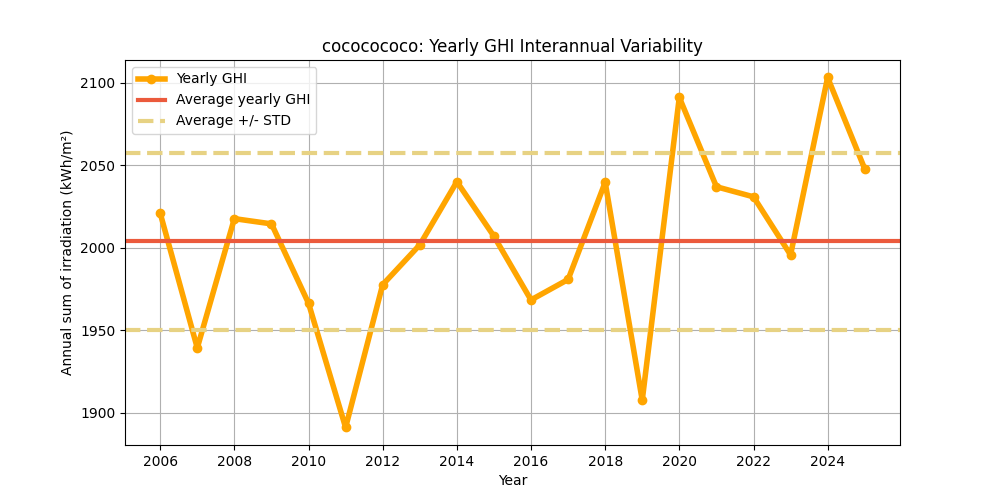 cococococo: Yearly GHI Interannual Variability
Yearly GHI
Average yearly GHI
Average +/- STD
Annual sum of irradiation (kWh/m²)
2100
2050
2000
1950
1900
2006 2008 2010 2012 2014 2016 2018 2020 2022 2024
Year